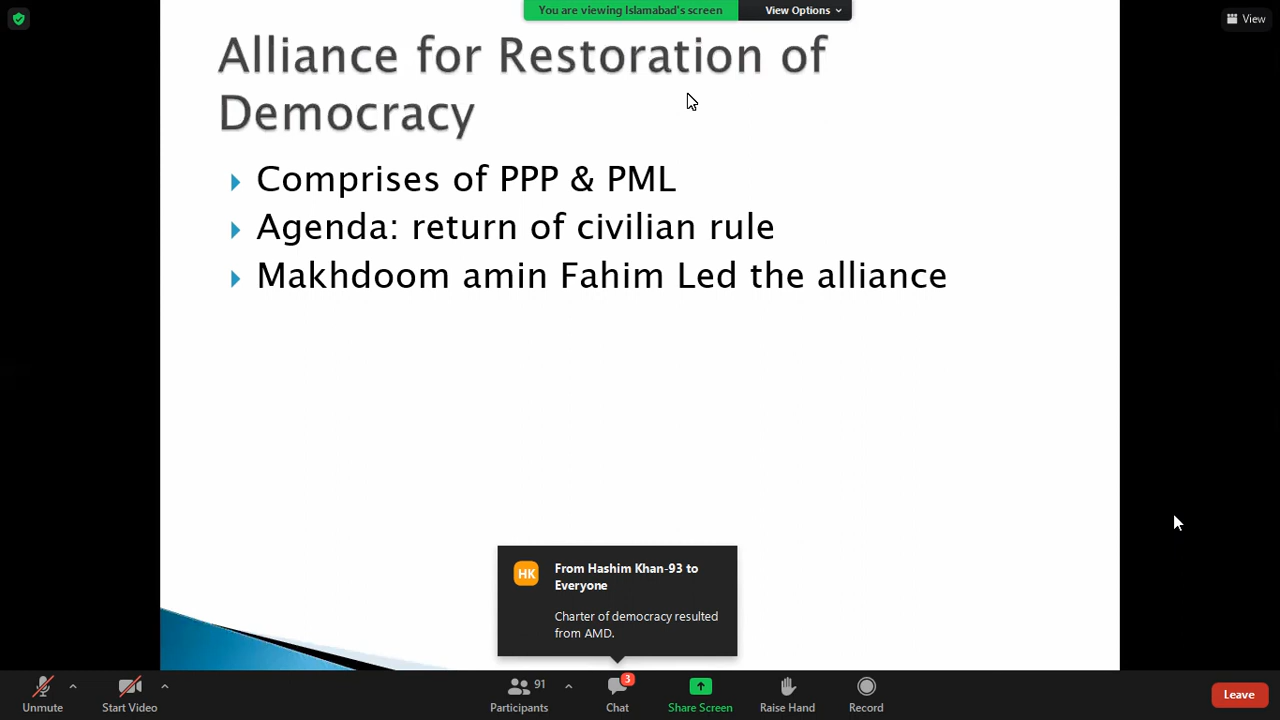 You are viewing Islamabad's screen
View Options
View
Alliance for Restoration of
Democracy
Comprises of PPP & PML
Agenda: return of civilian rule
Makhdoom amin Fahim Led the alliance
HK
From Hashim Khan-93 to
Everyone
Charter of democracy resulted
from AMD.
Unmute
Start Video
91
Participants
3
Chat
Share Screen
Raise Hand
Record
Leave